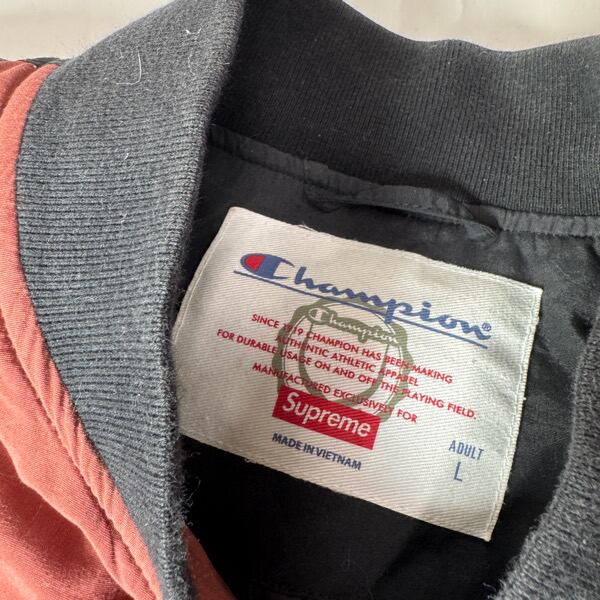 Champion®
Champion
SINCE 1919 CHAMPION HAS BEEN MAKING
AUTHENTIC ATHLETIC APPAREL
FOR DURABLE USAGE ON AND OFF THE PLAYING FIELD.
MANUFACTURED EXCLUSIVELY FOR
Supreme
MADE IN VIETNAM
ADULT
L